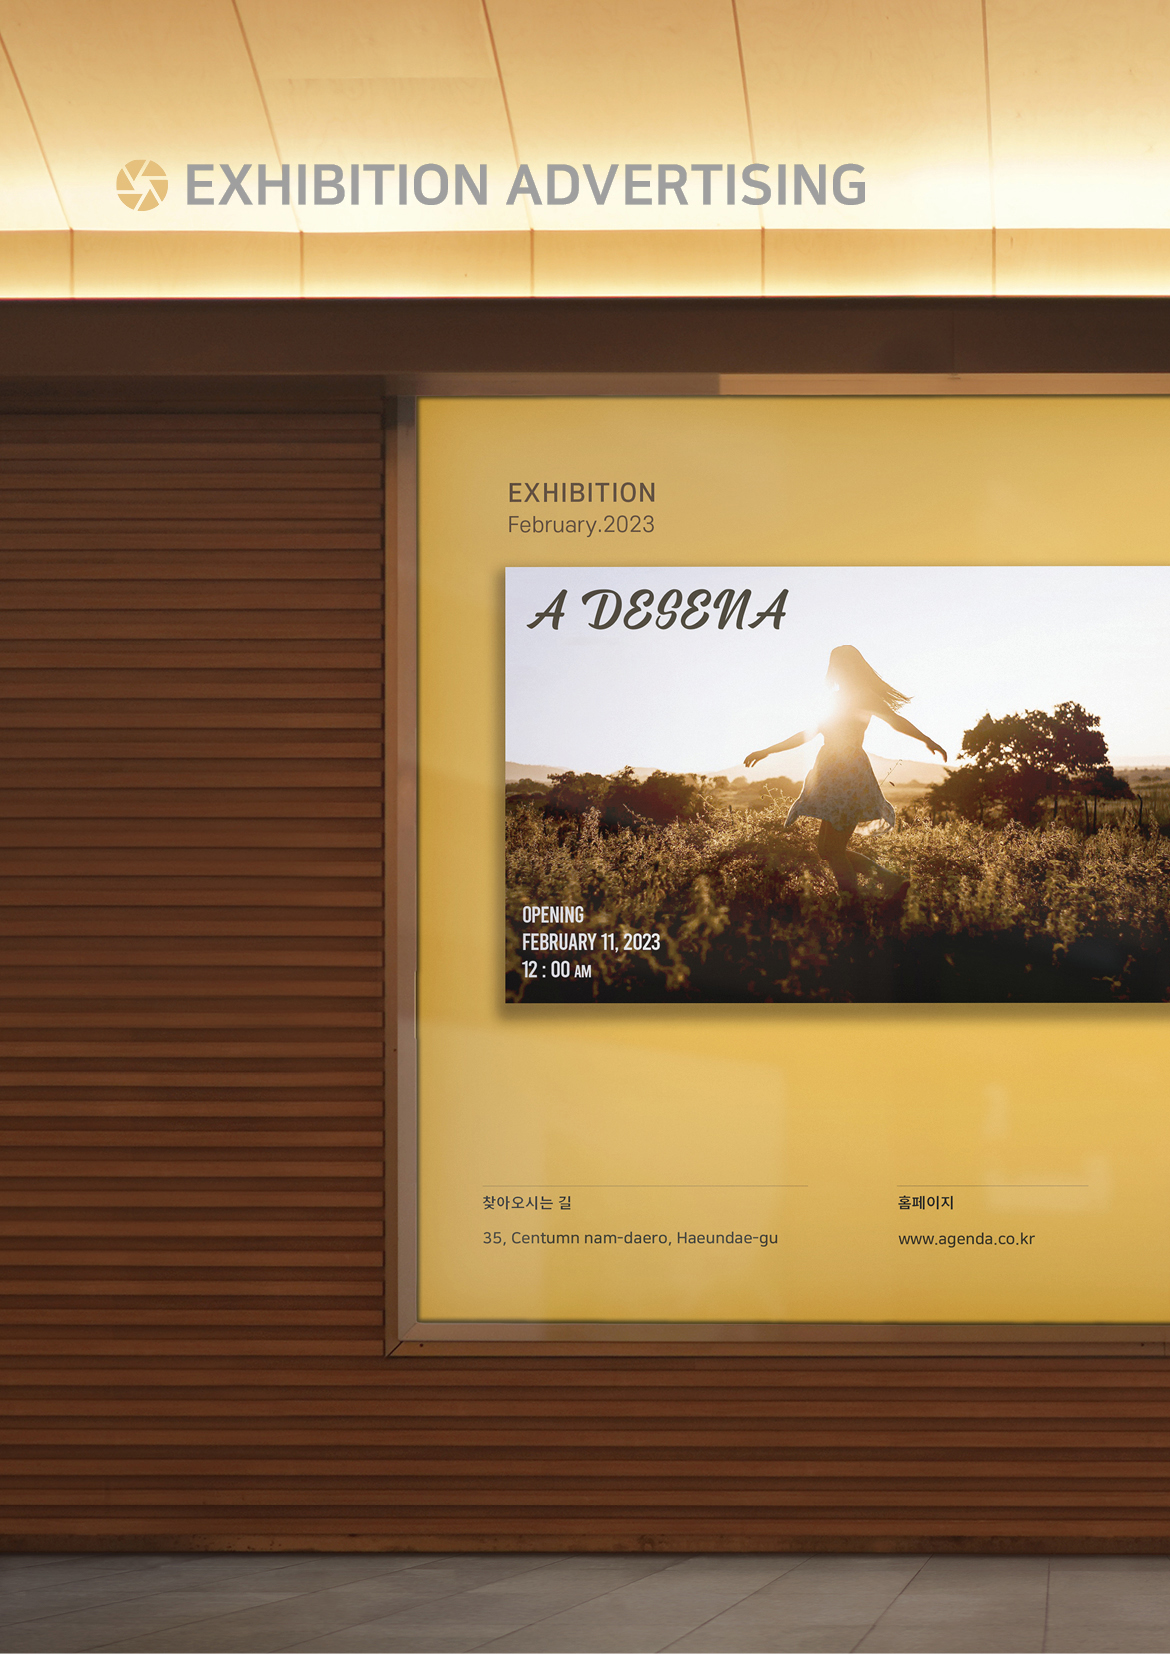 EXHIBITION ADVERTISING
EXHIBITION
February.2023
A DESENA
OPENING
FEBRUARY 11, 2023
12 : 00 AM
찾아오시는 길
35, Centumn nam-daero, Haeundae-gu
홈페이지
www.agenda.co.kr